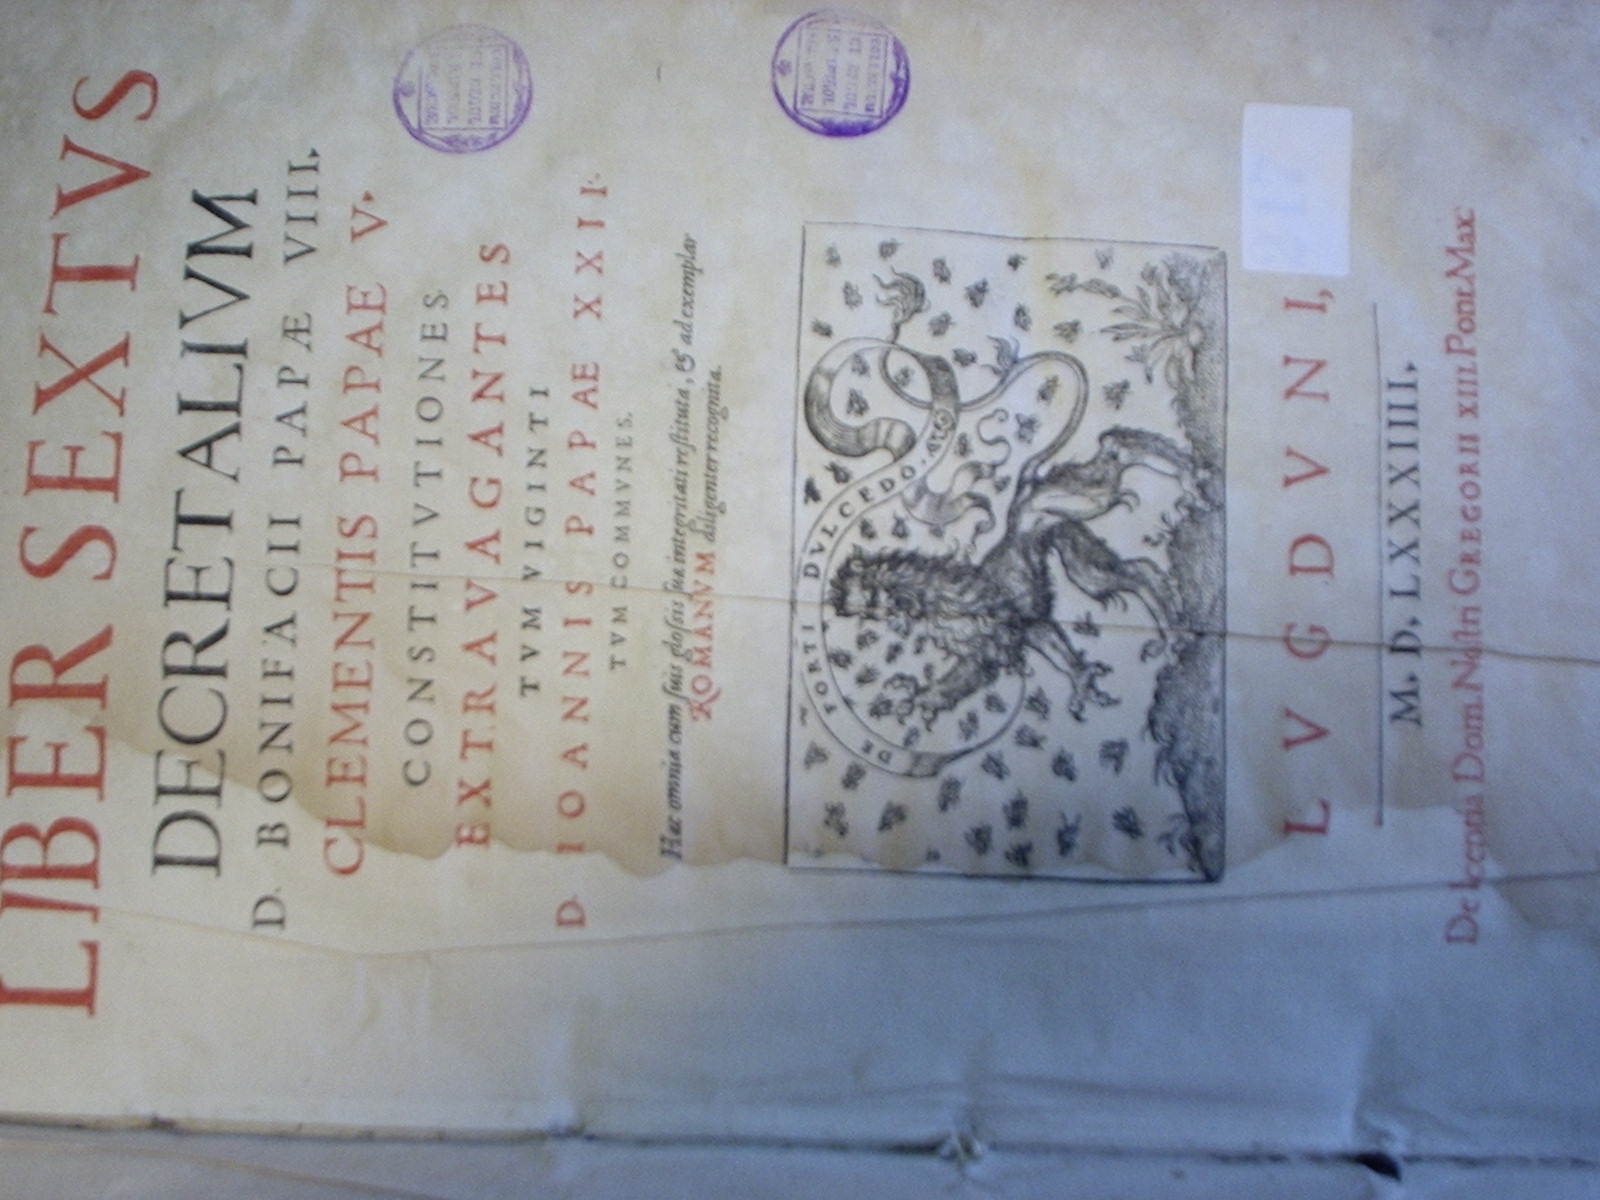 LIBER SEXTVS
DECRETALIVM
D. BONIFACII PAPÆ VIII.
CLEMENTIS PAPAE V.
CONSTITVTIONES
EXTRAVAGANTES
TVM VIGINTI
D. IOANNIS PAPAE XXII.
TVM COMMVNES.
Hæc omnia cum suis glossis suæ integritati restituta, & ad exemplar
ROMANVM diligenter recognita.
DE FORTI DVLCEDO.
LVGDVNI,
M. D. LXXXIIII.
De licentia Dom. Nostri GREGORII XIII. Pont. Max